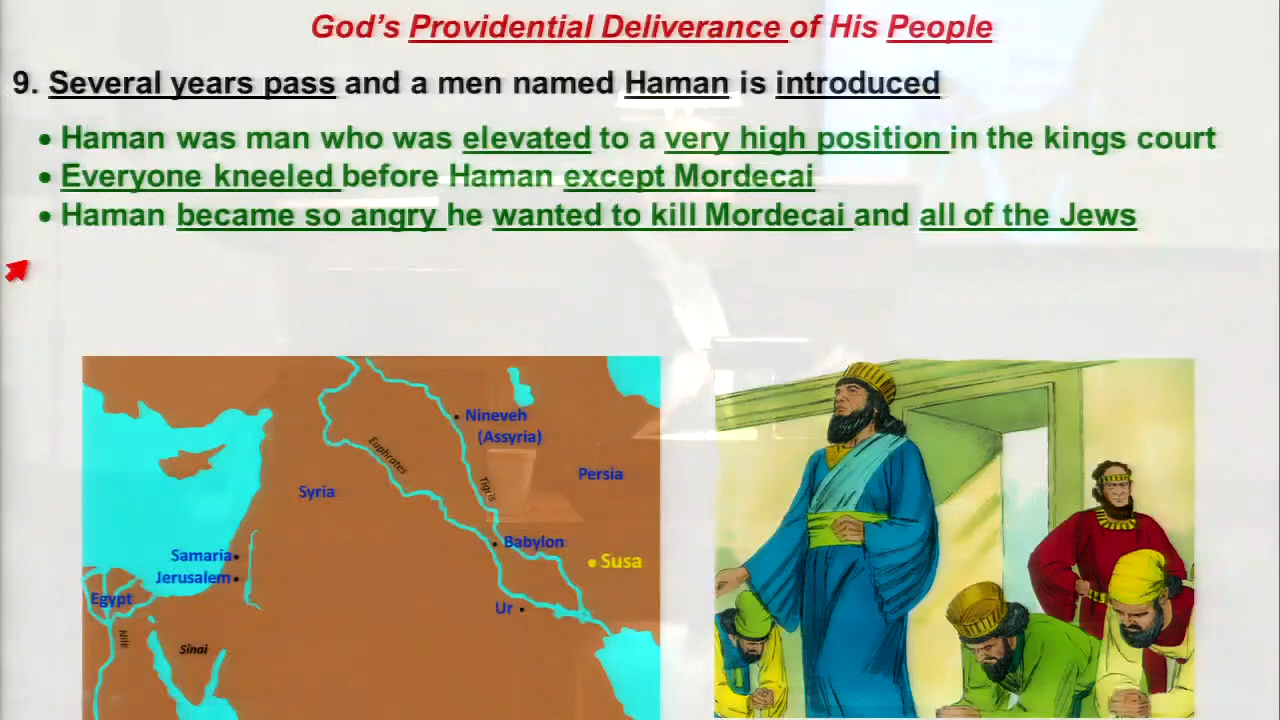 God's Providential Deliverance of His People
9. Several years pass and a men named Haman is introduced
• Haman was man who was elevated to a very high position in the kings court
• Everyone kneeled before Haman except Mordecai
• Haman became so angry he wanted to kill Mordecai and all of the Jews
Nineveh
(Assyria)
Euphrates
Persia
Tigris
Syria
Babylon
Samaria
Susa
Jerusalem
Egypt
Ur
Nile
Sinai